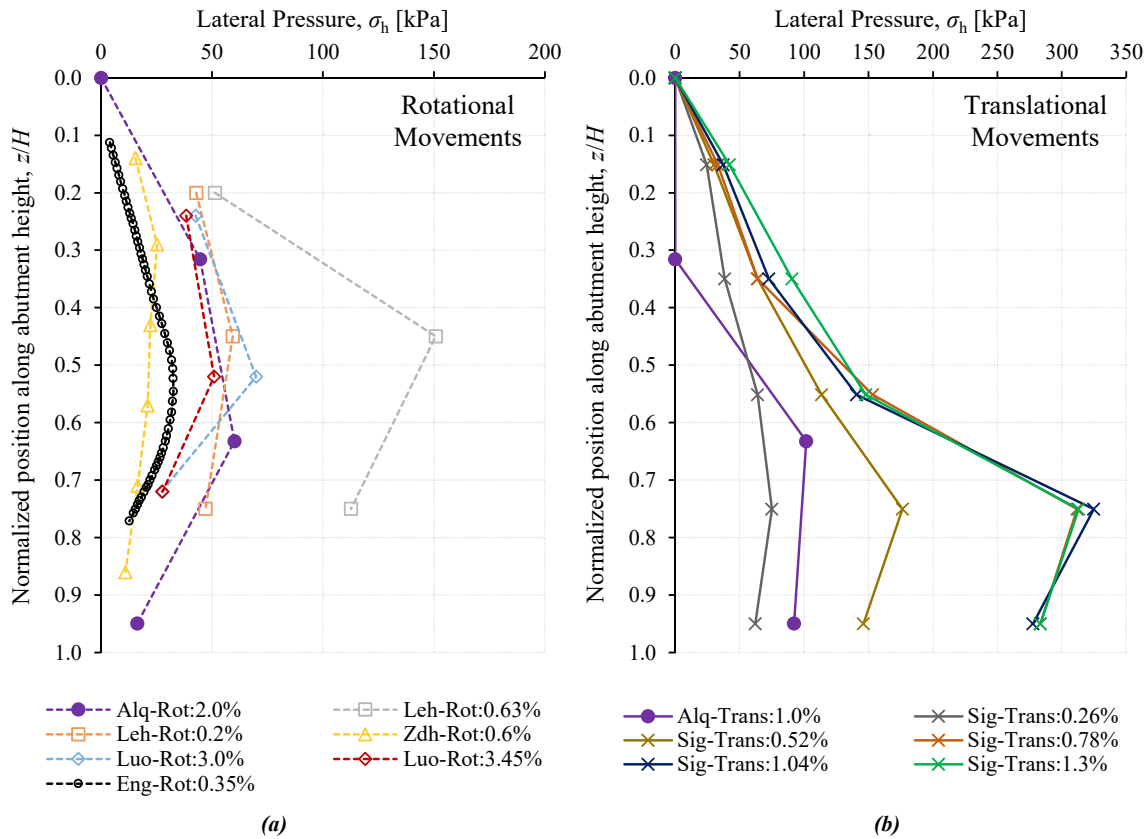 Lateral Pressure, σh [kPa]
0 50 100 150 200
0.0
0.1
0.2
0.3
0.4
0.5
0.6
0.7
0.8
0.9
1.0
Normalized position along abutment height, z/H
Rotational
Movements
Alq-Rot:2.0% Leh-Rot:0.63%
Leh-Rot:0.2% Zdh-Rot:0.6%
Luo-Rot:3.0% Luo-Rot:3.45%
Eng-Rot:0.35%
(a)
Lateral Pressure, σh [kPa]
0 50 100 150 200 250 300 350
0.0
0.1
0.2
0.3
0.4
0.5
0.6
0.7
0.8
0.9
1.0
Normalized position along abutment height, z/H
Translational
Movements
Alq-Trans:1.0% Sig-Trans:0.26%
Sig-Trans:0.52% Sig-Trans:0.78%
Sig-Trans:1.04% Sig-Trans:1.3%
(b)